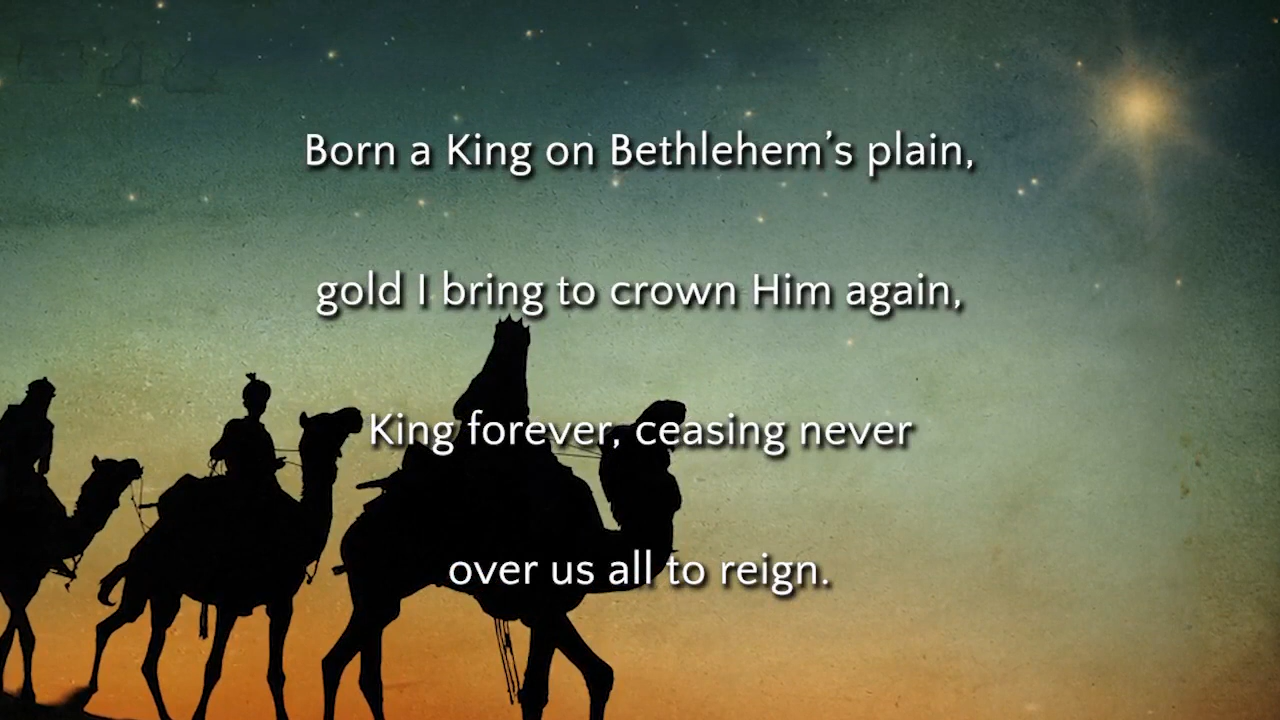 Born a King on Bethlehem’s plain,
gold I bring to crown Him again,
King forever, ceasing never
over us all to reign.